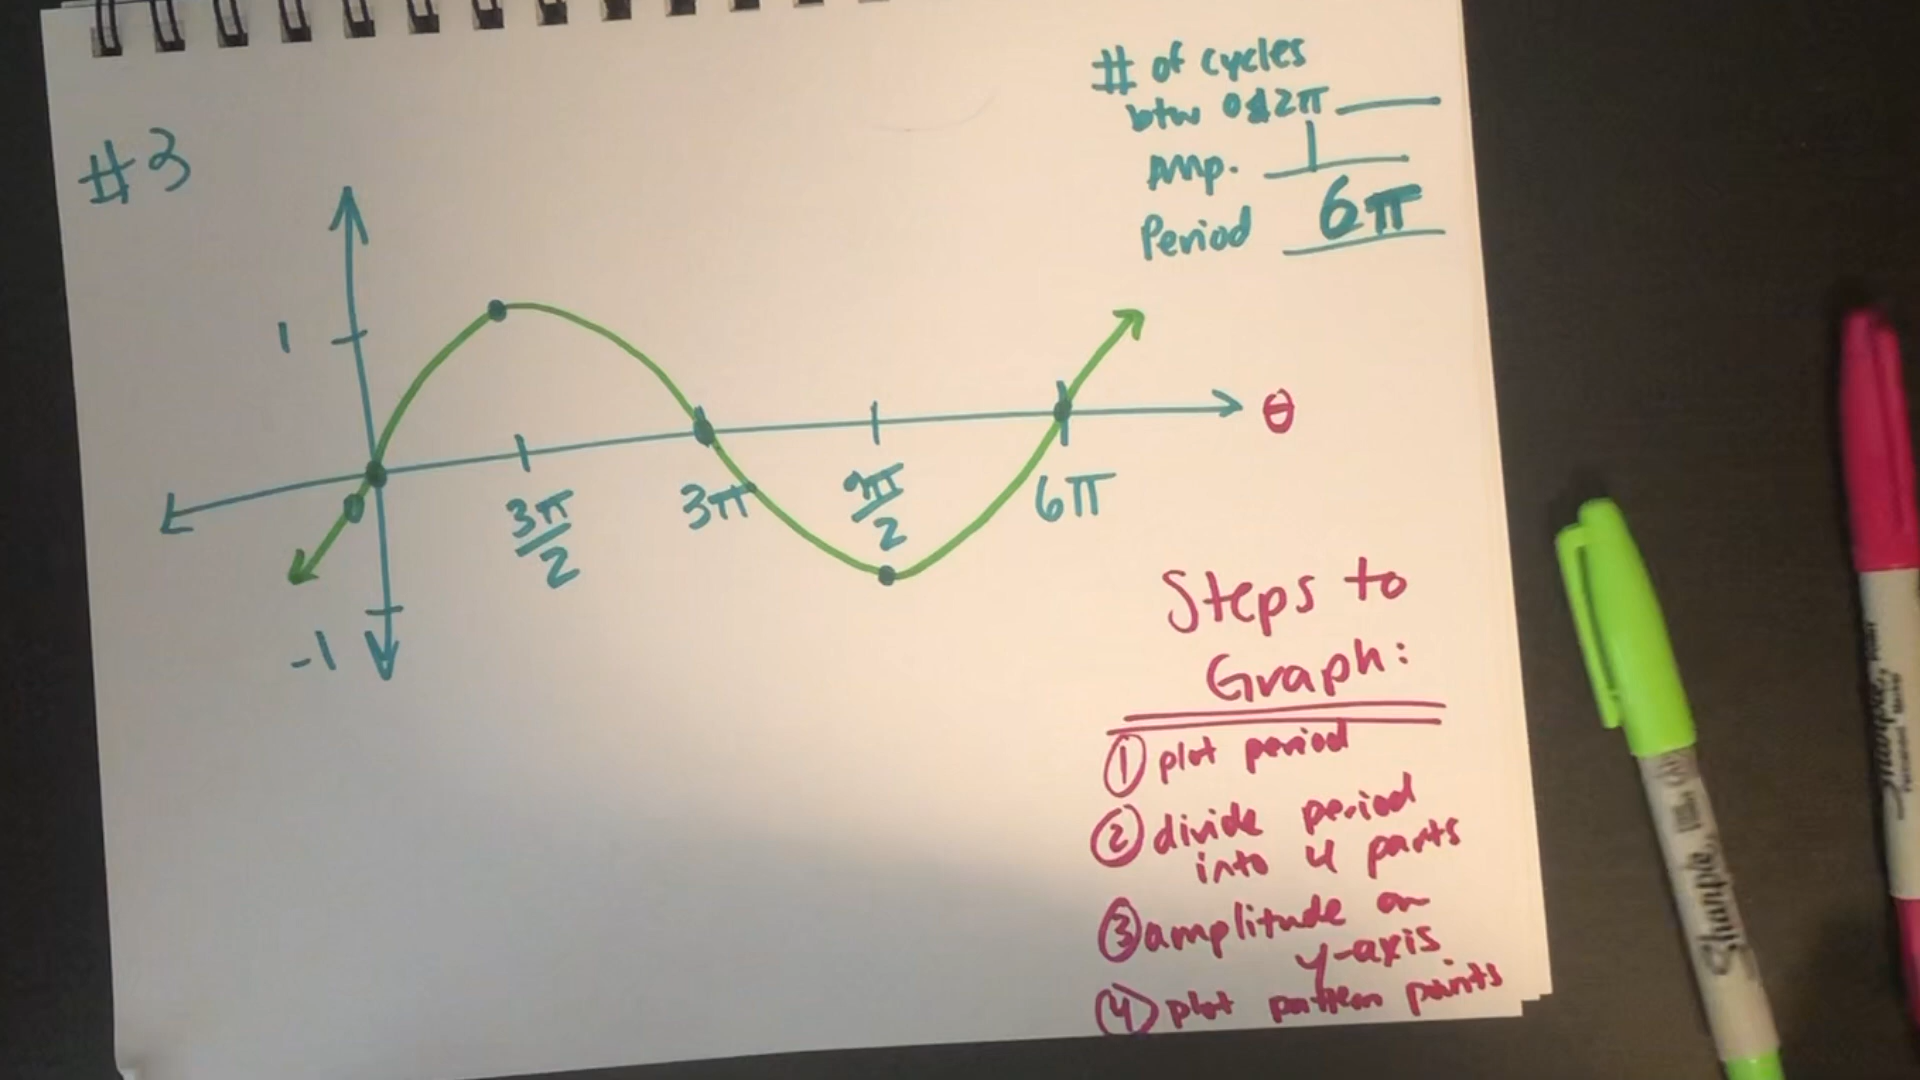 #3
# of cycles
btw 0&2π
Amp. 1
Period 6π
1
-1
θ
3π/2
3π
9π/2
6π
Steps to
Graph:
① plot period
② divide period
into 4 parts
③ amplitude on
y-axis
④ plot pattern points
Sharpie
Sharpie